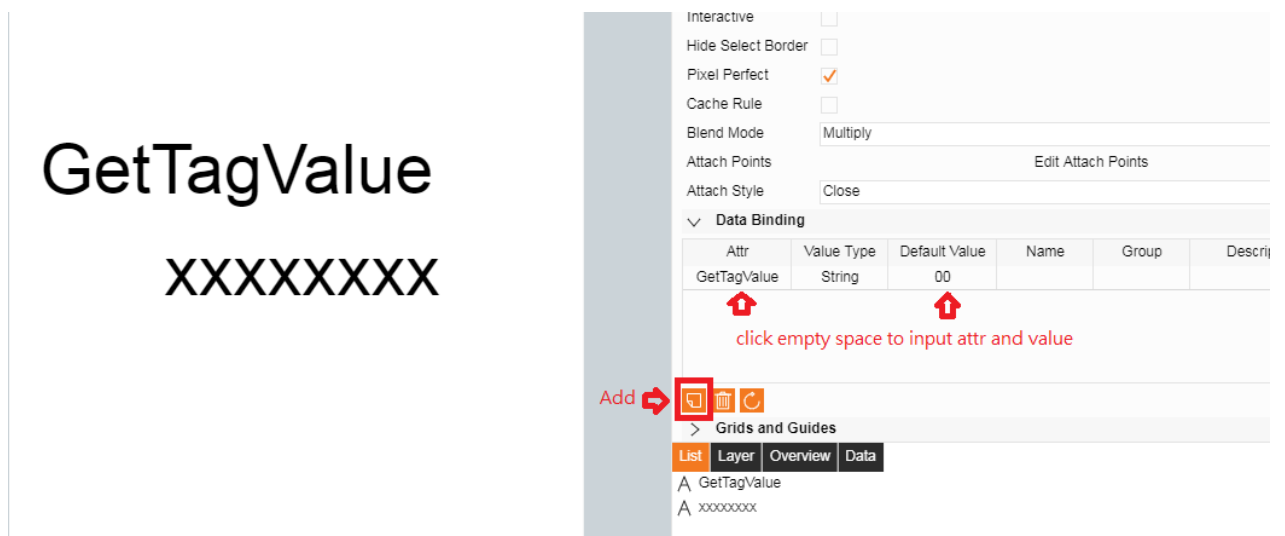 Interactive
Hide Select Border
Pixel Perfect
Cache Rule
Blend Mode Multiply
Attach Points Edit Attach Points
Attach Style Close
Data Binding
Attr Value Type Default Value Name Group
GetTagValue String 00
click empty space to input attr and value
Add
Grids and Guides
List Layer Overview Data
A GetTagValue
A xxxxxxxx
GetTagValue
xxxxxxxx